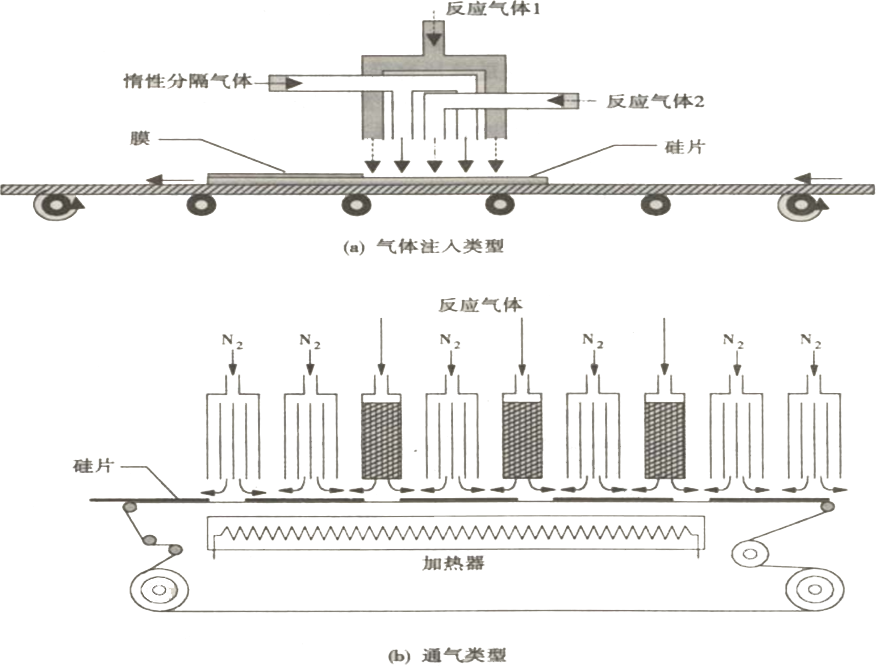 反应气体1
惰性分隔气体
反应气体2
膜
硅片
(a) 气体注入类型
反应气体
N2 N2 N2 N2 N2 N2
硅片
加热器
(b) 通气类型